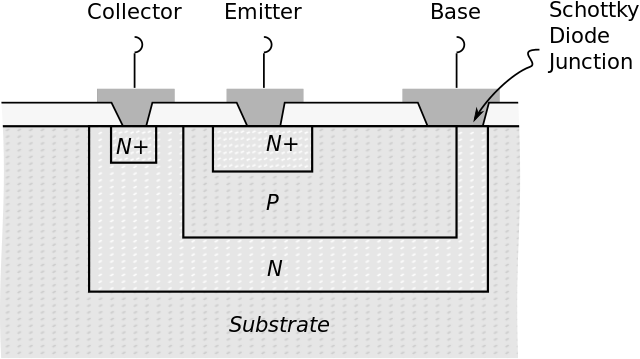 Collector
Emitter
Base
Schottky
Diode
Junction
N+
N+
P
N
Substrate